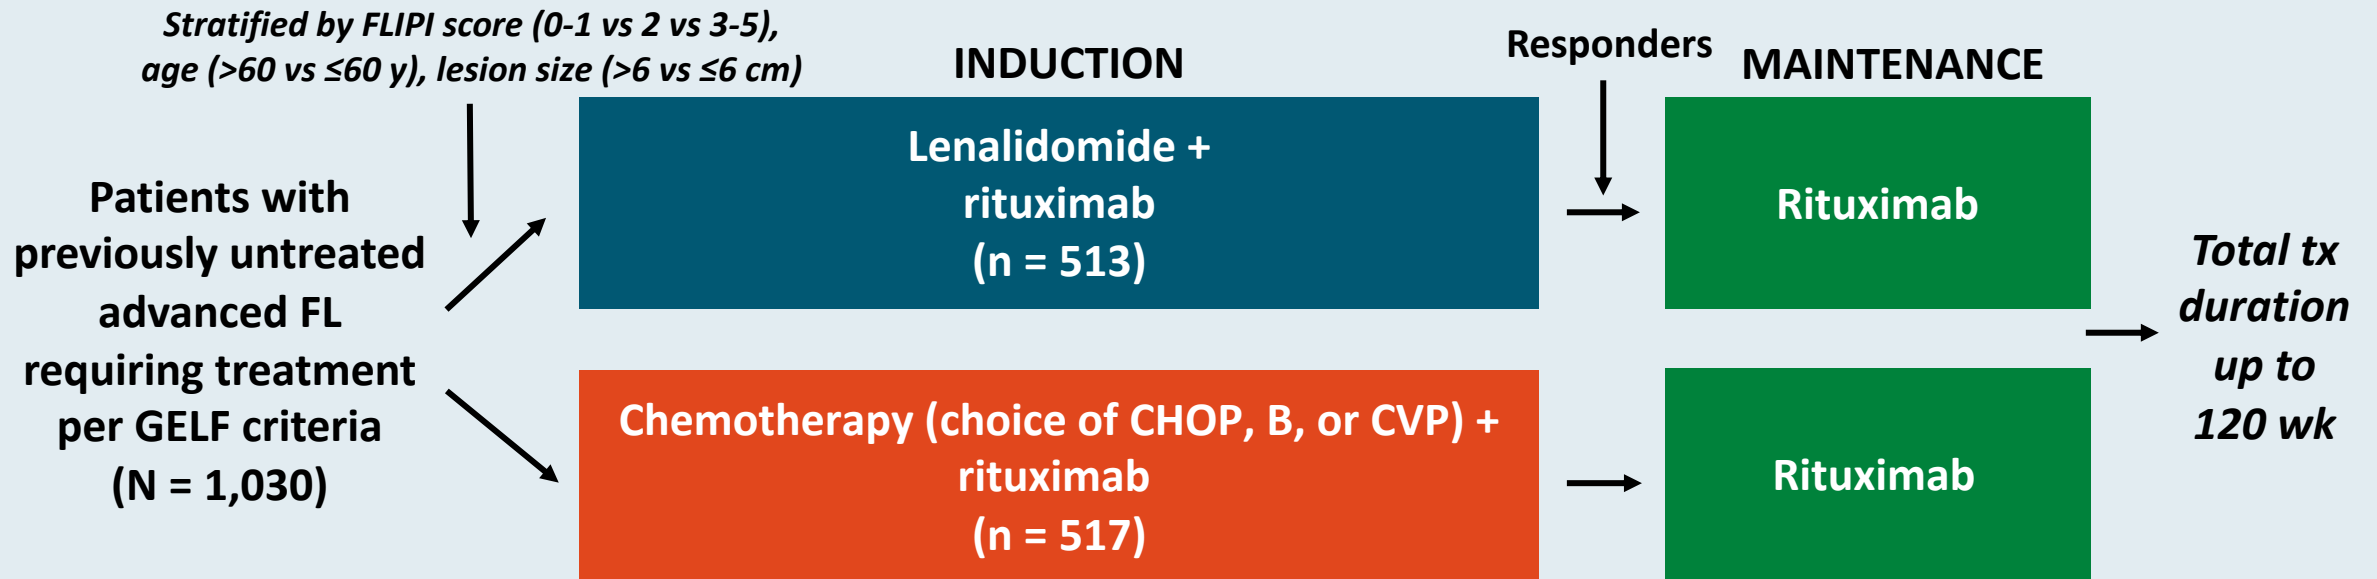 Stratified by FLIPI score (0-1 vs 2 vs 3-5),
age (>60 vs ≤60 y), lesion size (>6 vs ≤6 cm)
Patients with
previously untreated
advanced FL
requiring treatment
per GELF criteria
(N = 1,030)
INDUCTION
Lenalidomide +
rituximab
(n = 513)
Chemotherapy (choice of CHOP, B, or CVP) +
rituximab
(n = 517)
Responders
MAINTENANCE
Rituximab
Rituximab
Total tx
duration
up to
120 wk